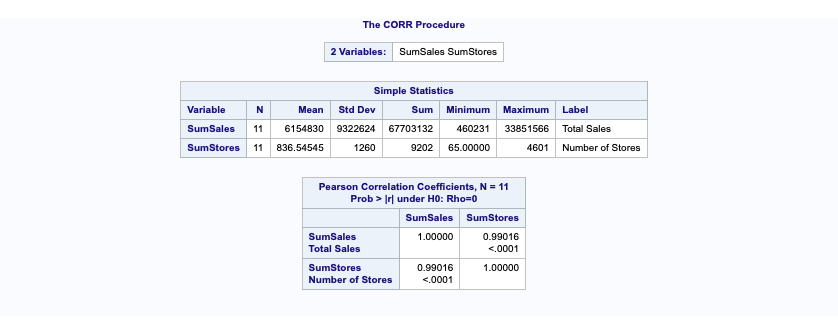 The CORR Procedure
2 Variables: SumSales SumStores
Simple Statistics
Variable N Mean Std Dev Sum Minimum Maximum Label
SumSales 11 6154830 9322624 67703132 460231 33851566 Total Sales
SumStores 11 836.54545 1260 9202 65.00000 4601 Number of Stores
Pearson Correlation Coefficients, N = 11
Prob > |r| under H0: Rho=0
SumSales SumStores
SumSales 1.00000 0.99016
Total Sales <.0001
SumStores 0.99016 1.00000
Number of Stores <.0001